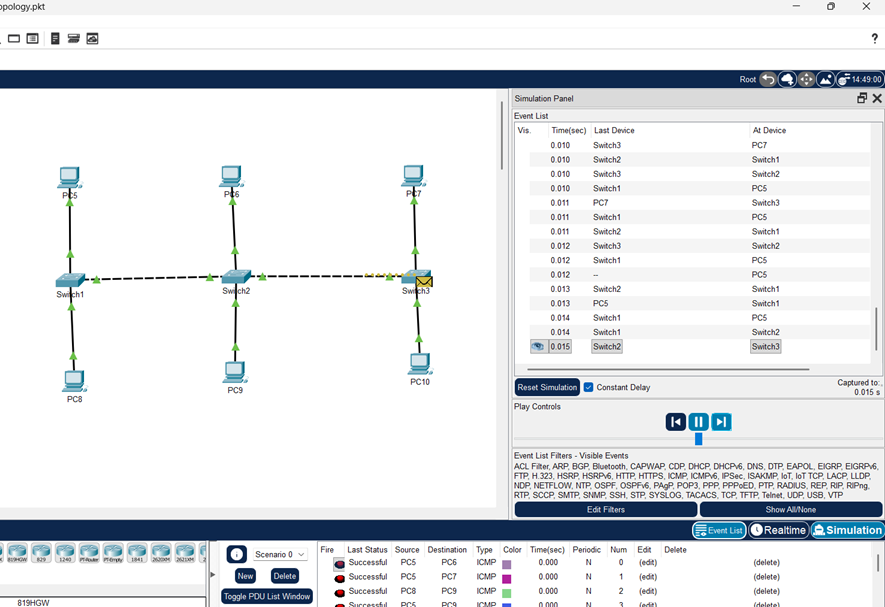 opology.pkt
?
Root 14:49:00
Simulation Panel
Event List
Vis. Time(sec) Last Device At Device
0.010 Switch3 PC7
0.010 Switch2 Switch1
0.010 Switch3 Switch2
0.010 Switch1 PC5
0.011 PC7 Switch3
0.011 Switch1 PC5
0.011 Switch2 Switch1
0.012 Switch3 Switch2
0.012 Switch1 PC5
0.012 -- PC5
0.013 Switch2 Switch1
0.013 PC5 Switch1
0.014 Switch1 PC5
0.014 Switch1 Switch2
0.015 Switch2 Switch3
Reset Simulation Constant Delay Captured to:,
0.015 s
Play Controls
Event List Filters - Visible Events
ACL Filter, ARP, BGP, Bluetooth, CAPWAP, CDP, DHCP, DHCPv6, DNS, DTP, EAPOL, EIGRP, EIGRPv6,
FTP, H.323, HSRP, HSRPv6, HTTP, HTTPS, ICMP, ICMPv6, IPSec, ISAKMP, IoT, IoT TCP, LACP, LLDP,
NDP, NETFLOW, NTP, OSPF, OSPFv6, PAgP, POP3, PPP, PPPoED, PTP, RADIUS, REP, RIP, RIPng,
RTP, SCCP, SMTP, SNMP, SSH, STP, SYSLOG, TACACS, TCP, TFTP, Telnet, UDP, USB, VTP
Edit Filters Show All/None
PC5 PC6 PC7
Switch1 Switch2 Switch3
PC8 PC9 PC10
Event List Realtime Simulation
819HGW 829 1240 PT-Router PT-Empty 1841 2620XM 2621XM
819HGW
Scenario 0
New Delete
Toggle PDU List Window
Fire Last Status Source Destination Type Color Time(sec) Periodic Num Edit Delete
Successful PC5 PC6 ICMP 0.000 N 0 (edit) (delete)
Successful PC5 PC7 ICMP 0.000 N 1 (edit) (delete)
Successful PC8 PC9 ICMP 0.000 N 2 (edit) (delete)
Successful PC5 PC9 ICMP 0.000 N 3 (edit) (delete)